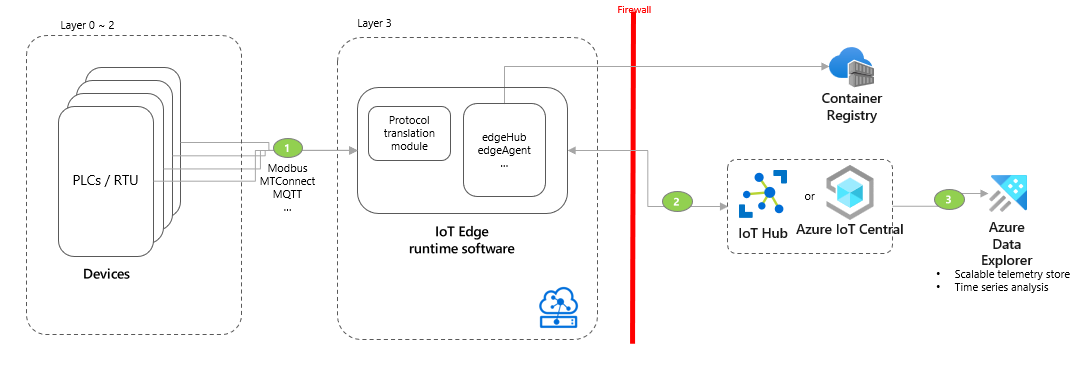 Layer 0 ~ 2
PLCs / RTU
Devices
1
Modbus
MTConnect
MQTT
...
Layer 3
Protocol
translation
module
edgeHub
edgeAgent
...
IoT Edge
runtime software
Firewall
Container
Registry
2
IoT Hub
or
Azure IoT Central
3
Azure
Data
Explorer
• Scalable telemetry store
• Time series analysis